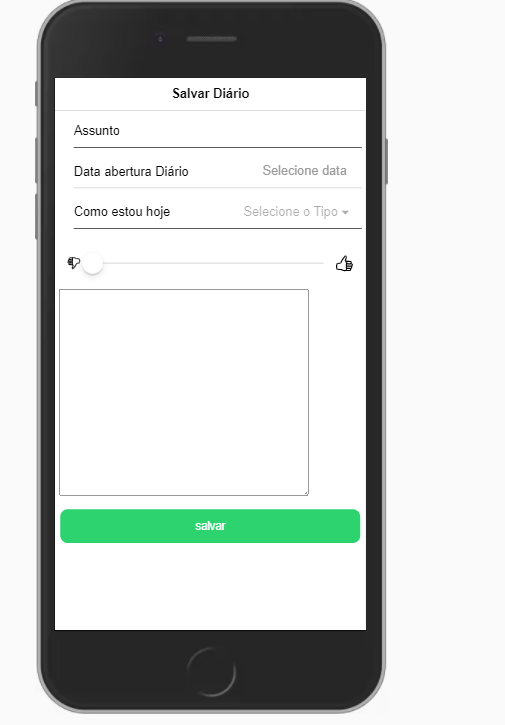 Salvar Diário
Assunto
Data abertura Diário Selecione data
Como estou hoje Selecione o Tipo
salvar